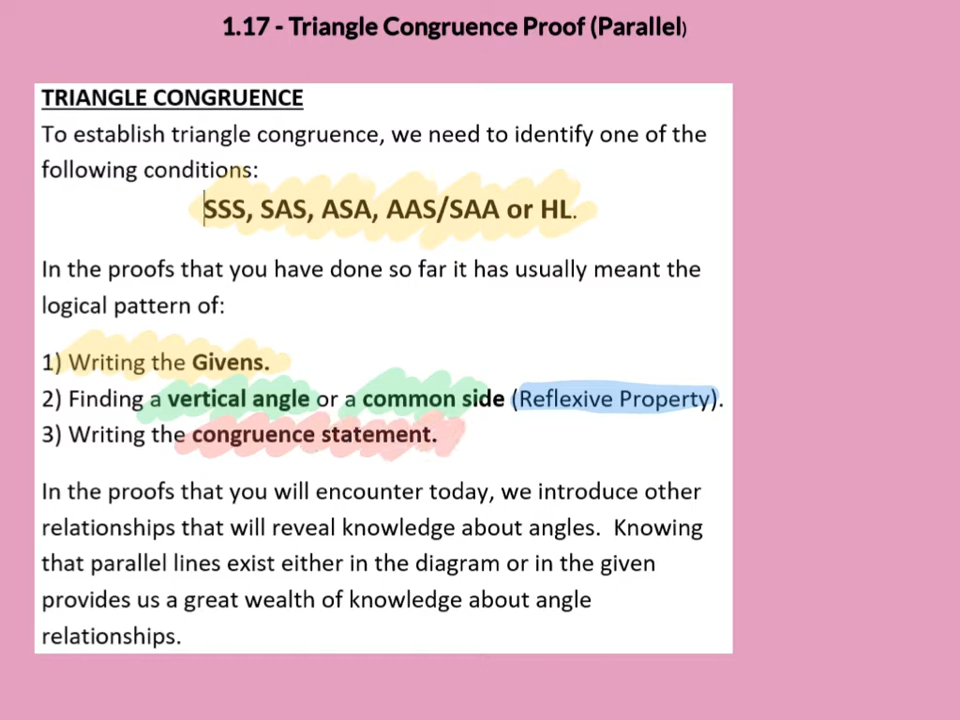 1.17 - Triangle Congruence Proof (Parallel)
TRIANGLE CONGRUENCE
To establish triangle congruence, we need to identify one of the
following conditions:
SSS, SAS, ASA, AAS/SAA or HL.
In the proofs that you have done so far it has usually meant the
logical pattern of:
1) Writing the Givens.
2) Finding a vertical angle or a common side (Reflexive Property).
3) Writing the congruence statement.
In the proofs that you will encounter today, we introduce other
relationships that will reveal knowledge about angles.  Knowing
that parallel lines exist either in the diagram or in the given
provides us a great wealth of knowledge about angle
relationships.